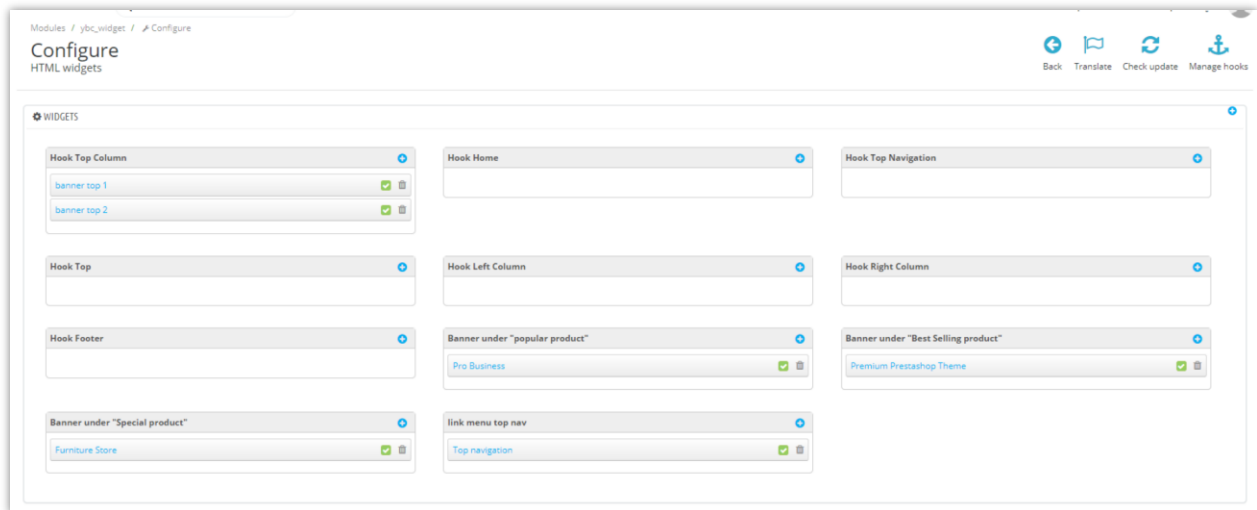 Modules / ybc_widget / Configure
Configure
HTML widgets
Back Translate Check update Manage hooks
WIDGETS
Hook Top Column
banner top 1
banner top 2
Hook Home
Hook Top Navigation
Hook Top
Hook Left Column
Hook Right Column
Hook Footer
Banner under "popular product"
Pro Business
Banner under "Best Selling product"
Premium Prestashop Theme
Banner under "Special product"
Furniture Store
link menu top nav
Top navigation